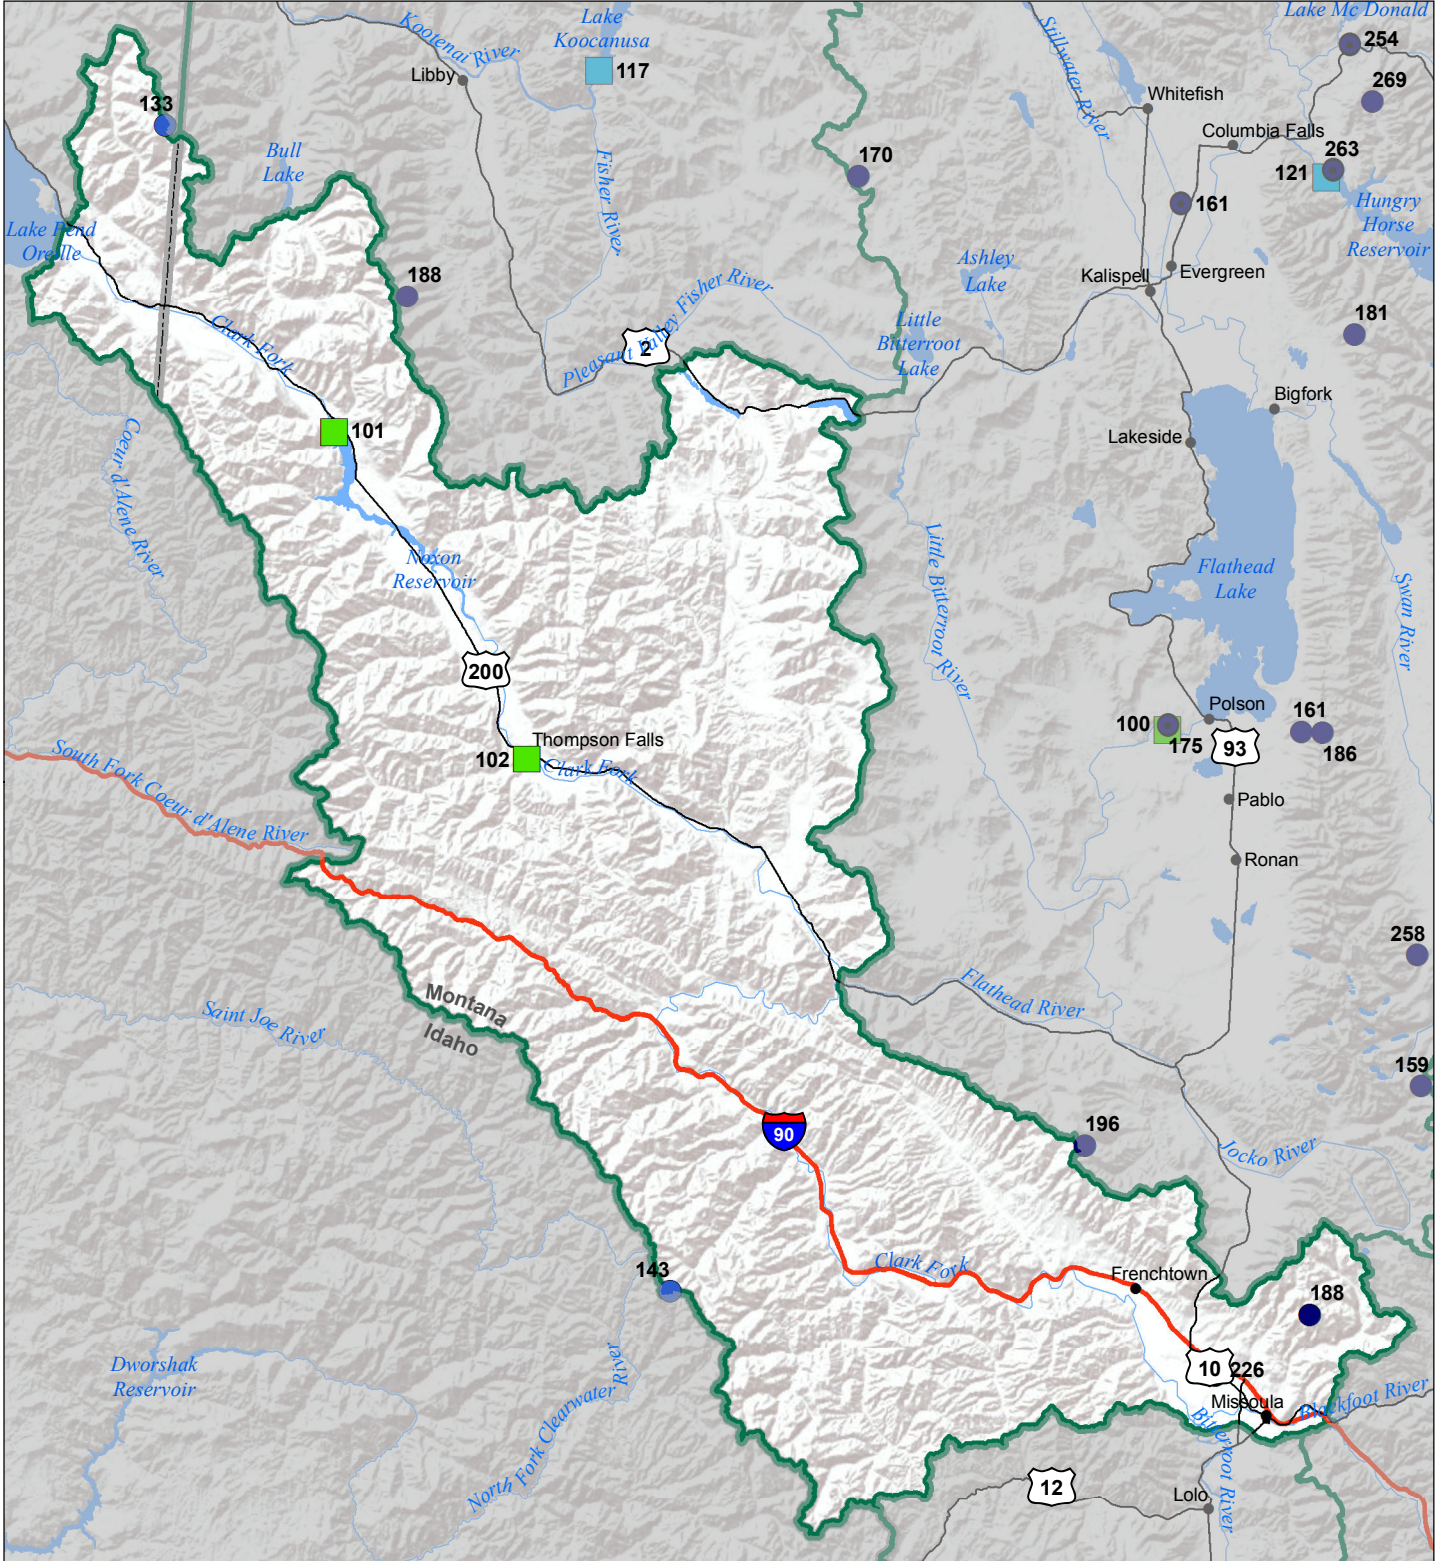 Lake Mc Donald
254
269
Kootenai River
Lake
Koocanusa
117
Libby
Stillwater River
Whitefish
Columbia Falls
263
121
133
Bull
Lake
170
161
Hungry
Horse
Reservoir
Fisher River
Lake Pend
Oreille
Ashley
Lake
Kalispell
Evergreen
188
181
Clark Fork
2
Pleasant Valley Fisher River
Little
Bitterroot
Lake
Bigfork
Lakeside
101
Coeur d'Alene River
Noxon
Reservoir
Little Bitterroot River
Flathead
Lake
Swan River
200
Polson
100
175
93
161
186
Thompson Falls
102
Clark Fork
South Fork Coeur d'Alene River
Pablo
Ronan
258
Montana
Idaho
Saint Joe River
Flathead River
159
90
196
Jocko River
143
Clark Fork
Frenchtown
188
Dworshak
Reservoir
North Fork Clearwater
River
10
226
Missoula
Blackfoot River
Bitterroot River
12
Lolo